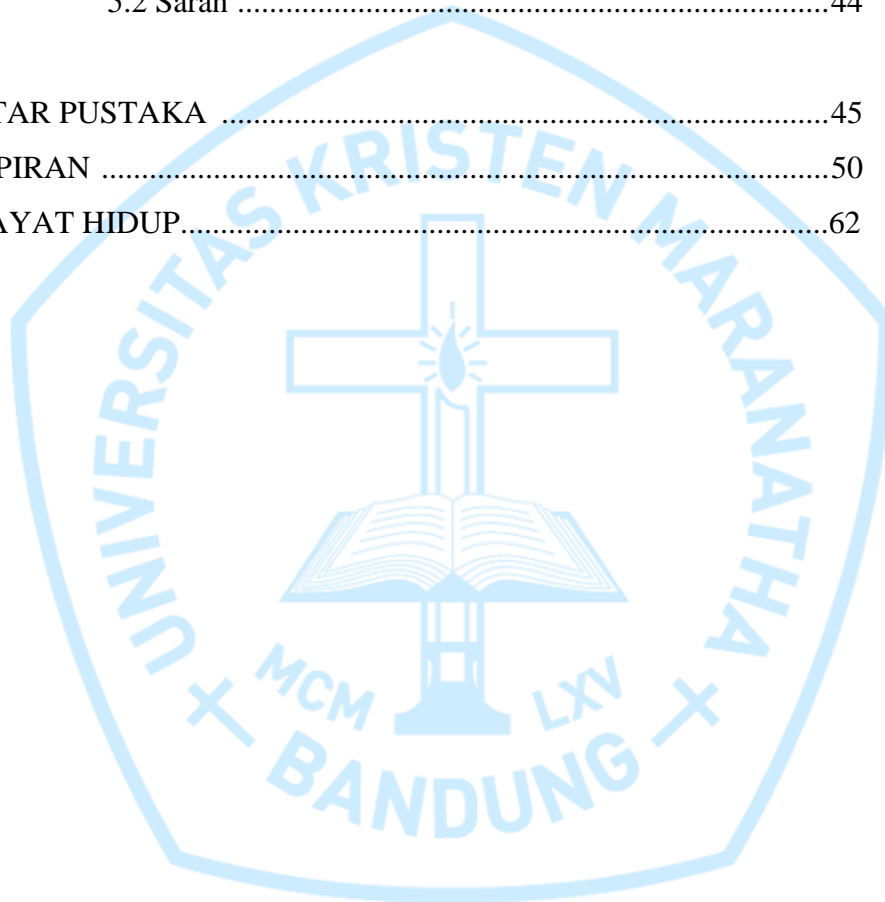 5.2 Saran ....................................................................................44
TAR PUSTAKA ....................................................................................45
PIRAN ....................................................................................50
AYAT HIDUP....................................................................................62
UNIVERSITAS KRISTEN MARANATHA
MCM LXV
BANDUNG